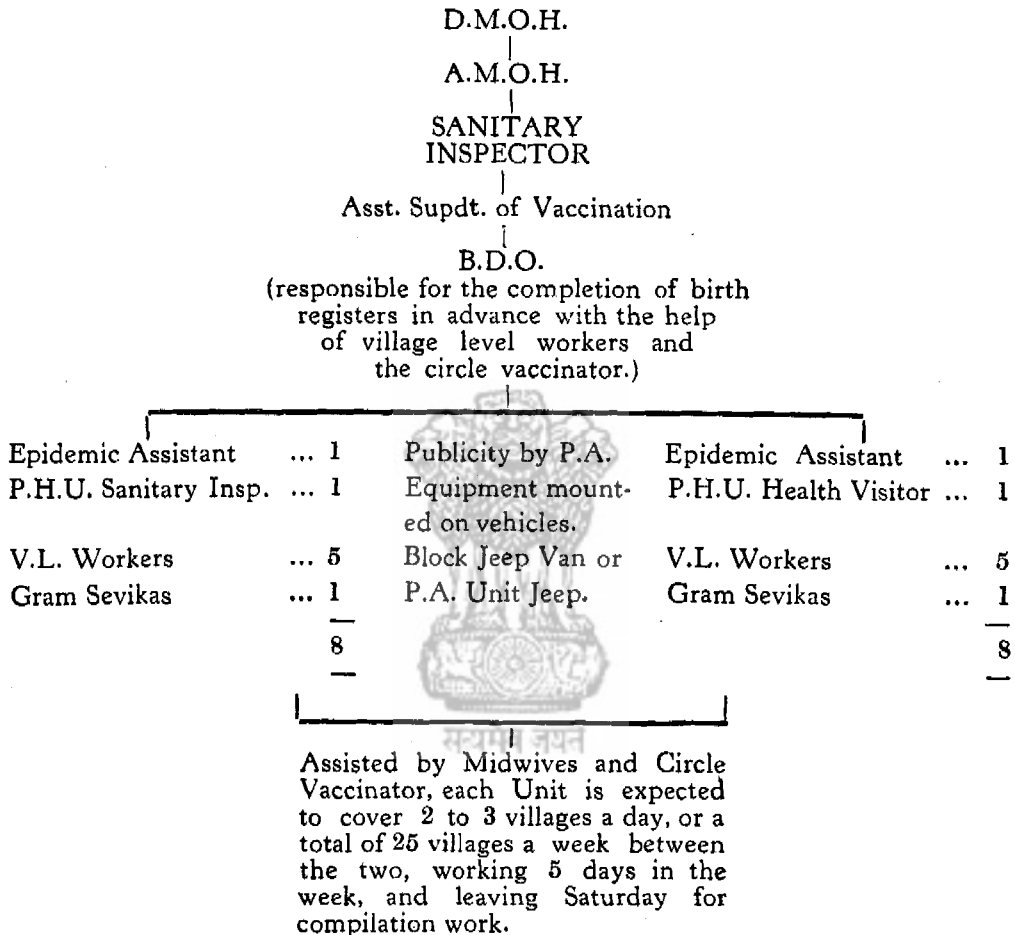 D.M.O.H.
A.M.O.H.
SANITARY
INSPECTOR
Asst. Supdt. of Vaccination
B.D.O.
(responsible for the completion of birth
registers in advance with the help
of village level workers and
the circle vaccinator.)
Epidemic Assistant ... 1
P.H.U. Sanitary Insp. ... 1
V.L. Workers ... 5
Gram Sevikas ... 1
8
Publicity by P.A.
Equipment mount-
ed on vehicles.
Block Jeep Van or
P.A. Unit Jeep.
Epidemic Assistant ... 1
P.H.U. Health Visitor ... 1
V.L. Workers ... 5
Gram Sevikas ... 1
8
सत्यमेव जयते
Assisted by Midwives and Circle
Vaccinator, each Unit is expected
to cover 2 to 3 villages a day, or a
total of 25 villages a week between
the two, working 5 days in the
week, and leaving Saturday for
compilation work.